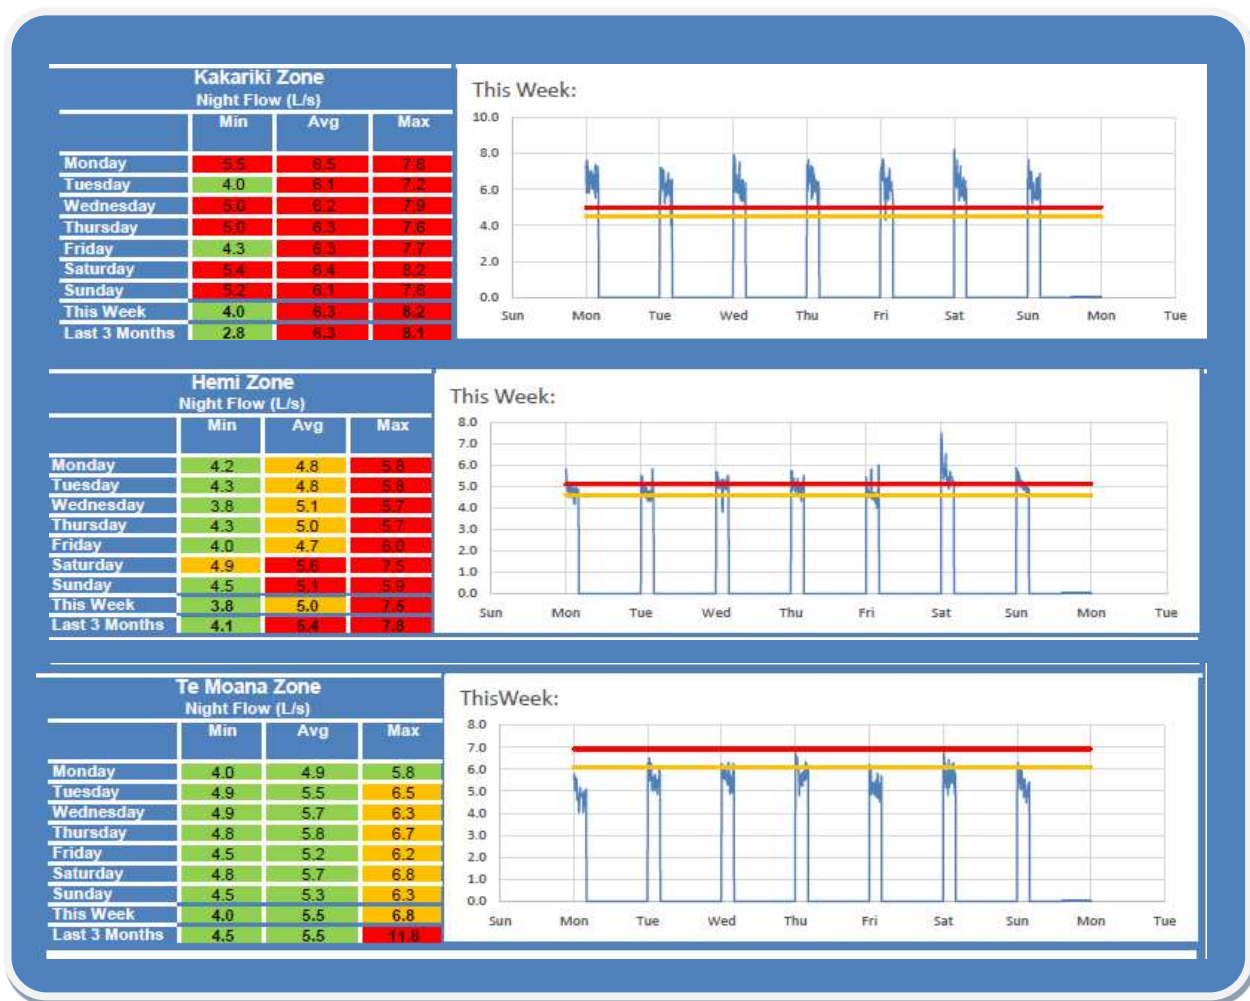 Kakariki Zone
Night Flow (L/s)
Min Avg Max
Monday 5.5 6.5 7.6
Tuesday 4.0 6.1 7.2
Wednesday 5.0 6.2 7.9
Thursday 5.0 6.3 7.6
Friday 4.3 6.3 7.7
Saturday 5.4 6.4 8.2
Sunday 5.2 6.1 7.6
This Week 4.0 6.3 8.2
Last 3 Months 2.8 6.3 8.1
This Week:
10.0
8.0
6.0
4.0
2.0
0.0
Sun Mon Tue Wed Thu Fri Sat Sun Mon Tue
Hemi Zone
Night Flow (L/s)
Min Avg Max
Monday 4.2 4.8 5.8
Tuesday 4.3 4.8 5.8
Wednesday 3.8 5.1 5.7
Thursday 4.3 5.0 5.7
Friday 4.0 4.7 6.0
Saturday 4.9 5.6 7.5
Sunday 4.5 5.1 5.9
This Week 3.8 5.0 7.5
Last 3 Months 4.1 5.4 7.8
This Week:
8.0
7.0
6.0
5.0
4.0
3.0
2.0
1.0
0.0
Sun Mon Tue Wed Thu Fri Sat Sun Mon Tue
Te Moana Zone
Night Flow (L/s)
Min Avg Max
Monday 4.0 4.9 5.8
Tuesday 4.9 5.5 6.5
Wednesday 4.9 5.7 6.3
Thursday 4.8 5.8 6.7
Friday 4.5 5.2 6.2
Saturday 4.8 5.7 6.8
Sunday 4.5 5.3 6.3
This Week 4.0 5.5 6.8
Last 3 Months 4.5 5.5 11.8
ThisWeek:
8.0
7.0
6.0
5.0
4.0
3.0
2.0
1.0
0.0
Sun Mon Tue Wed Thu Fri Sat Sun Mon Tue